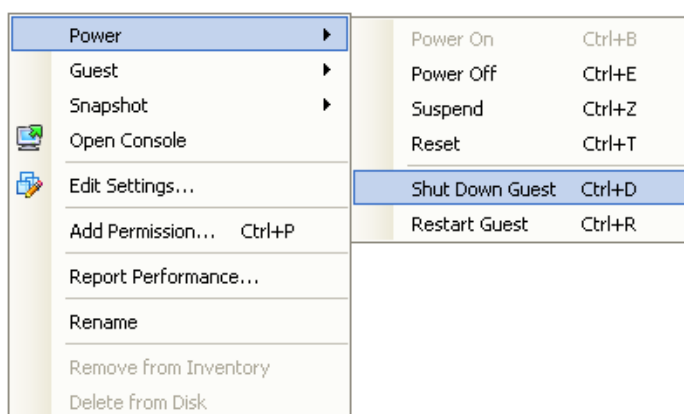 Power
Guest
Snapshot
Open Console
Edit Settings...
Add Permission... Ctrl+P
Report Performance...
Rename
Remove from Inventory
Delete from Disk
Power On Ctrl+B
Power Off Ctrl+E
Suspend Ctrl+Z
Reset Ctrl+T
Shut Down Guest Ctrl+D
Restart Guest Ctrl+R